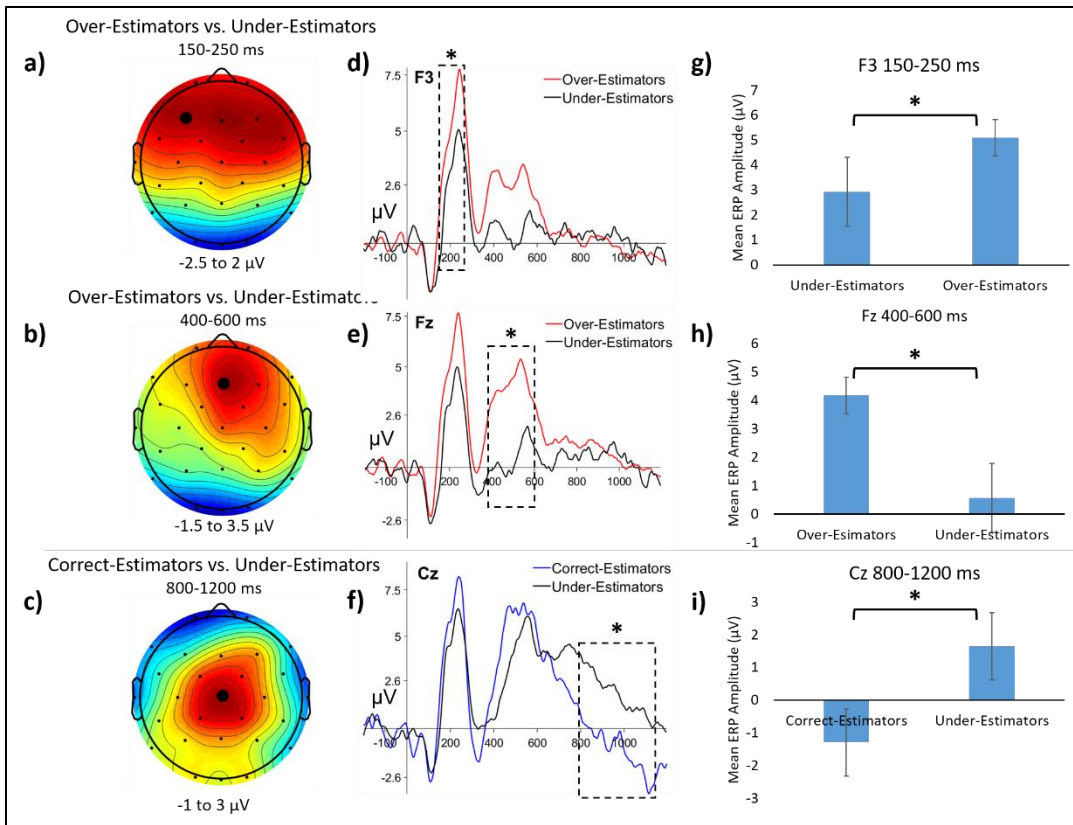 Over-Estimators vs. Under-Estimators
150-250 ms
a)
-2.5 to 2 µV
d)
*
F3
7.5
5
2.6
µV
-100
200
400
600
800
1000
Over-Estimators
Under-Estimators
g)
F3 150-250 ms
*
Mean ERP Amplitude (µV)
7
6
5
4
3
2
1
0
Under-Estimators
Over-Estimators
Over-Estimators vs. Under-Estimators
400-600 ms
b)
-1.5 to 3.5 µV
e)
*
Fz
7.5
5
2.6
µV
-2.6
-100
200
400
600
800
1000
Over-Estimators
Under-Estimators
h)
Fz 400-600 ms
*
Mean ERP Amplitude (µV)
6
5
4
3
2
1
0
-1
Over-Esimators
Under-Estimators
Correct-Estimators vs. Under-Estimators
800-1200 ms
c)
-1 to 3 µV
f)
*
Cz
7.5
5
2.6
µV
-2.6
-100
200
400
600
800
1000
Correct-Estimators
Under-Estimators
i)
Cz 800-1200 ms
*
Mean ERP Amplitude (µV)
3
2
1
0
-1
-2
-3
Correct-Estimators
Under-Estimators